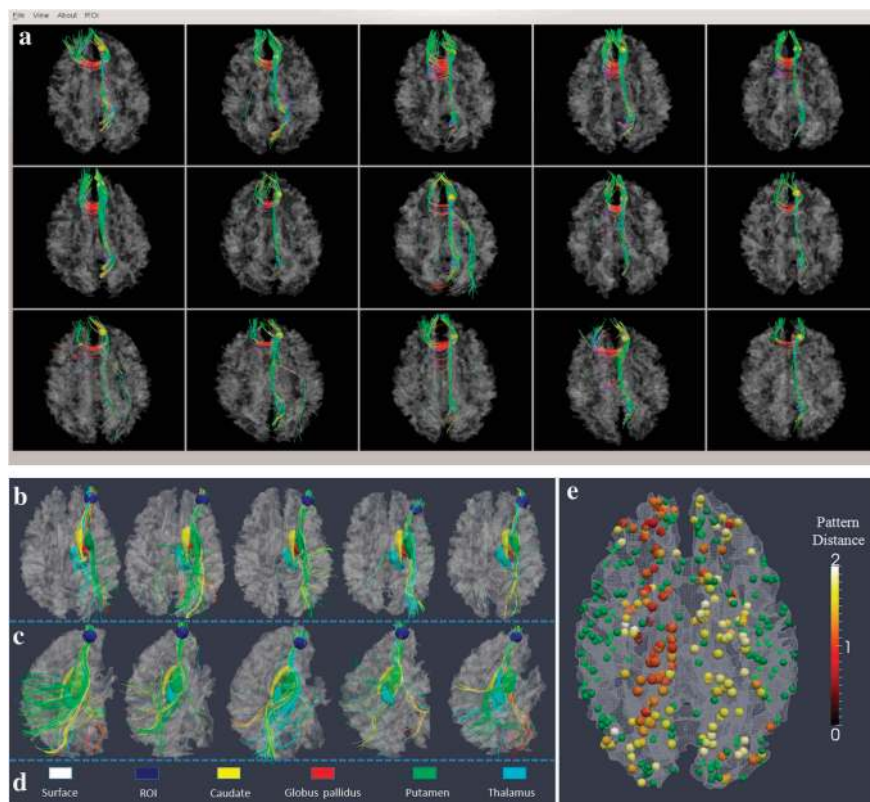 File View About ROI
a
b
c
d
Surface ROI Caudate Globus pallidus Putamen Thalamus
e
Pattern
Distance
2
1
0